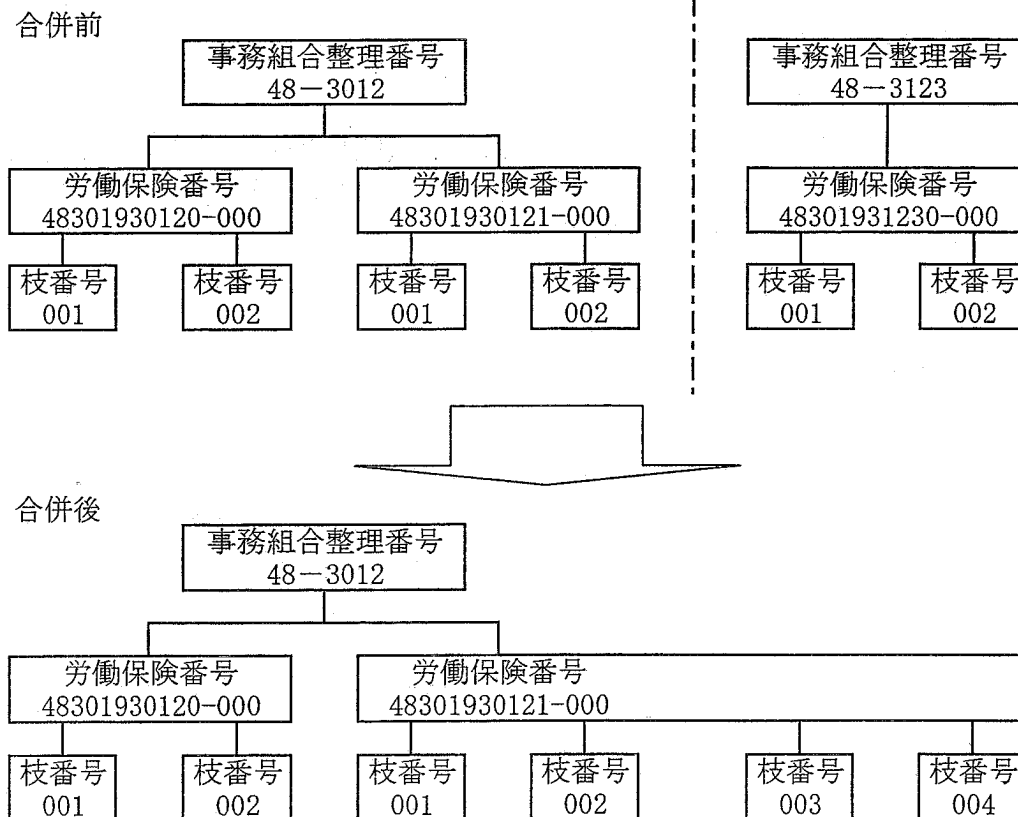 合併前
事務組合整理番号
48−3012
事務組合整理番号
48−3123
労働保険番号
48301930120-000
労働保険番号
48301930121-000
労働保険番号
48301931230-000
枝番号
001
枝番号
002
枝番号
001
枝番号
002
枝番号
001
枝番号
002
合併後
事務組合整理番号
48−3012
労働保険番号
48301930120-000
労働保険番号
48301930121-000
枝番号
001
枝番号
002
枝番号
001
枝番号
002
枝番号
003
枝番号
004